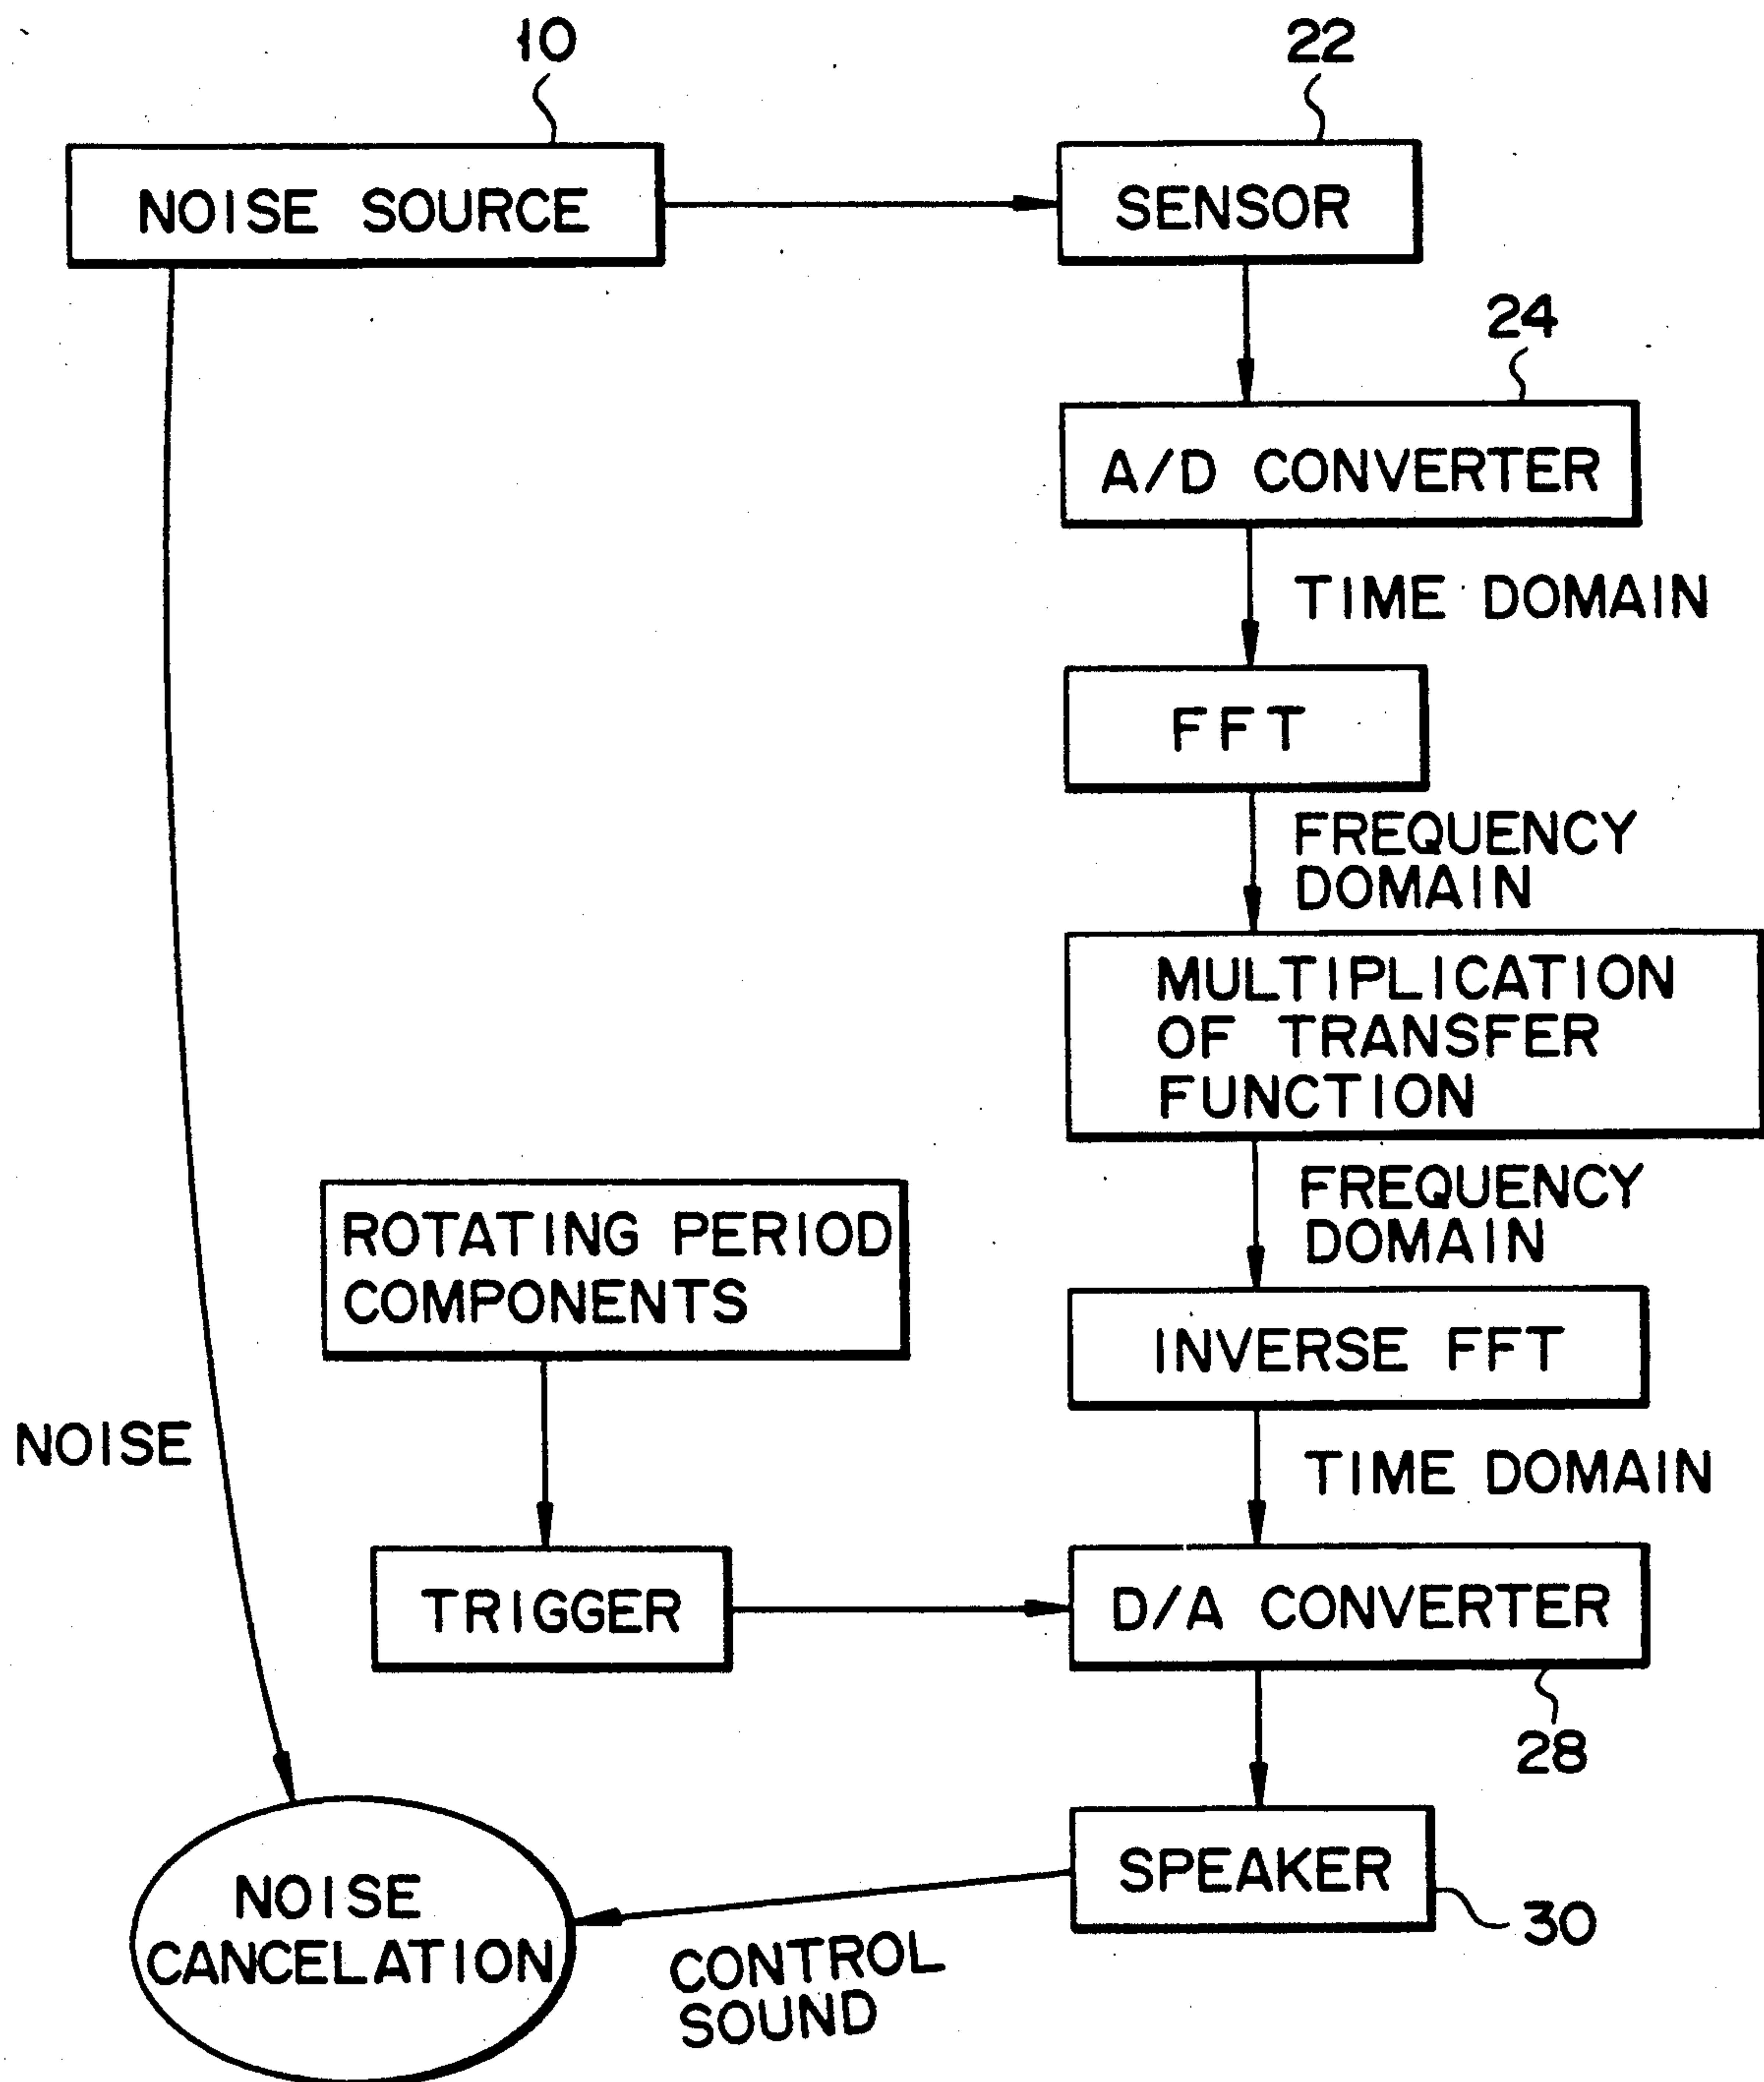 10
22
NOISE SOURCE
SENSOR
24
A/D CONVERTER
TIME DOMAIN
FFT
FREQUENCY
DOMAIN
MULTIPLICATION
OF TRANSFER
FUNCTION
FREQUENCY
DOMAIN
ROTATING PERIOD
COMPONENTS
INVERSE FFT
NOISE
TIME DOMAIN
TRIGGER
D/A CONVERTER
28
SPEAKER
30
NOISE
CANCELATION
CONTROL
SOUND